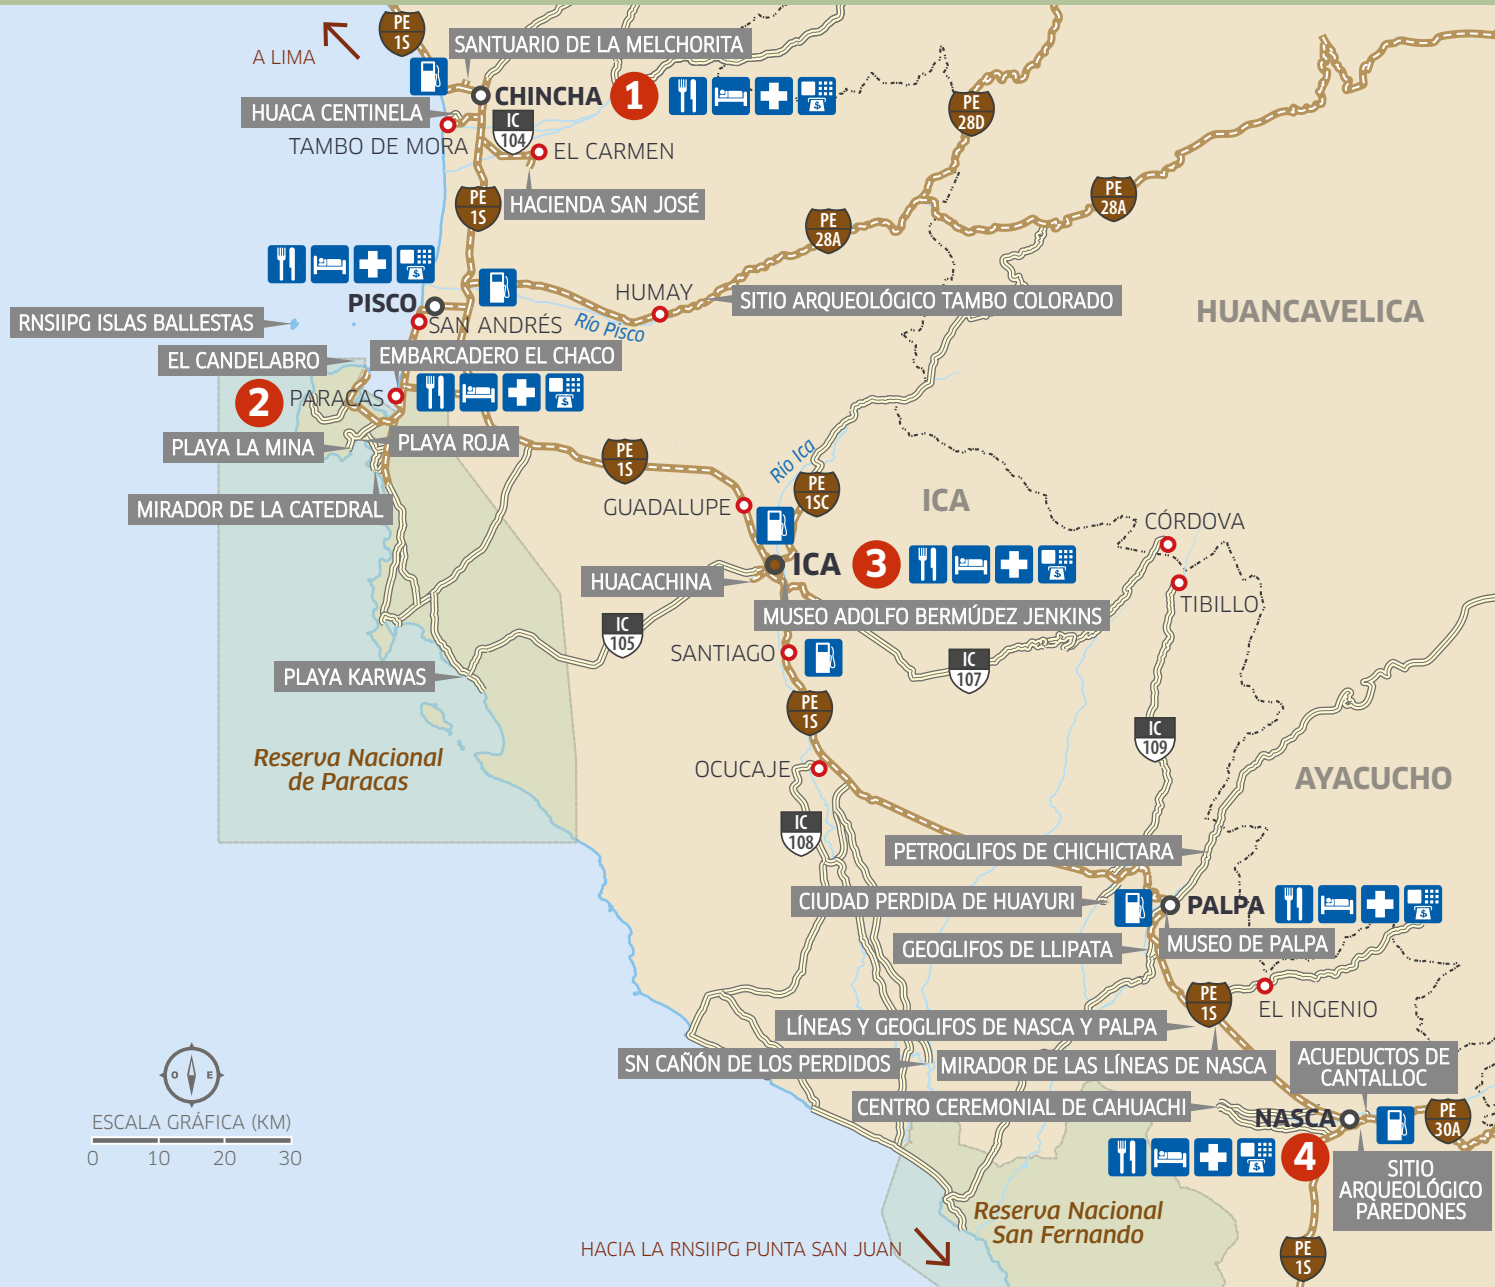 PE
1S
A LIMA
SANTUARIO DE LA MELCHORITA
CHINCHA
1
HUACA CENTINELA
IC
104
TAMBO DE MORA
EL CARMEN
PE
28D
HACIENDA SAN JOSÉ
PE
1S
PE
28A
PE
28A
$
$
PISCO
HUMAY
SITIO ARQUEOLÓGICO TAMBO COLORADO
HUANCAVELICA
RNSIIPG ISLAS BALLESTAS
SAN ANDRÉS
Río Pisco
EL CANDELABRO
EMBARCADERO EL CHACO
2
PARACAS
$
PLAYA LA MINA
PLAYA ROJA
PE
1S
Río Ica
PE
1SC
MIRADOR DE LA CATEDRAL
GUADALUPE
ICA
CÓRDOVA
ICA
3
$
HUACACHINA
TIBILLO
MUSEO ADOLFO BERMÚDEZ JENKINS
IC
105
SANTIAGO
IC
107
PLAYA KARWAS
PE
1S
IC
109
Reserva Nacional
de Paracas
OCUCAJE
AYACUCHO
IC
108
PETROGLIFOS DE CHICHICTARA
CIUDAD PERDIDA DE HUAYURI
PALPA
$
GEOGLIFOS DE LLIPATA
MUSEO DE PALPA
PE
1S
EL INGENIO
LÍNEAS Y GEOGLIFOS DE NASCA Y PALPA
SN CAÑÓN DE LOS PERDIDOS
MIRADOR DE LAS LÍNEAS DE NASCA
ACUEDUCTOS DE
CANTALLOC
O E
CENTRO CEREMONIAL DE CAHUACHI
NASCA
PE
30A
ESCALA GRÁFICA (KM)
0 10 20 30
$
4
SITIO
ARQUEOLÓGICO
PAREDONES
Reserva Nacional
San Fernando
HACIA LA RNSIIPG PUNTA SAN JUAN
PE
1S